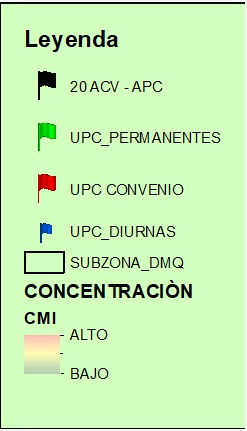 Leyenda
20 ACV - APC
UPC_PERMANENTES
UPC CONVENIO
UPC_DIURNAS
SUBZONA_DMQ
CONCENTRACIÒN
CMI
ALTO
BAJO